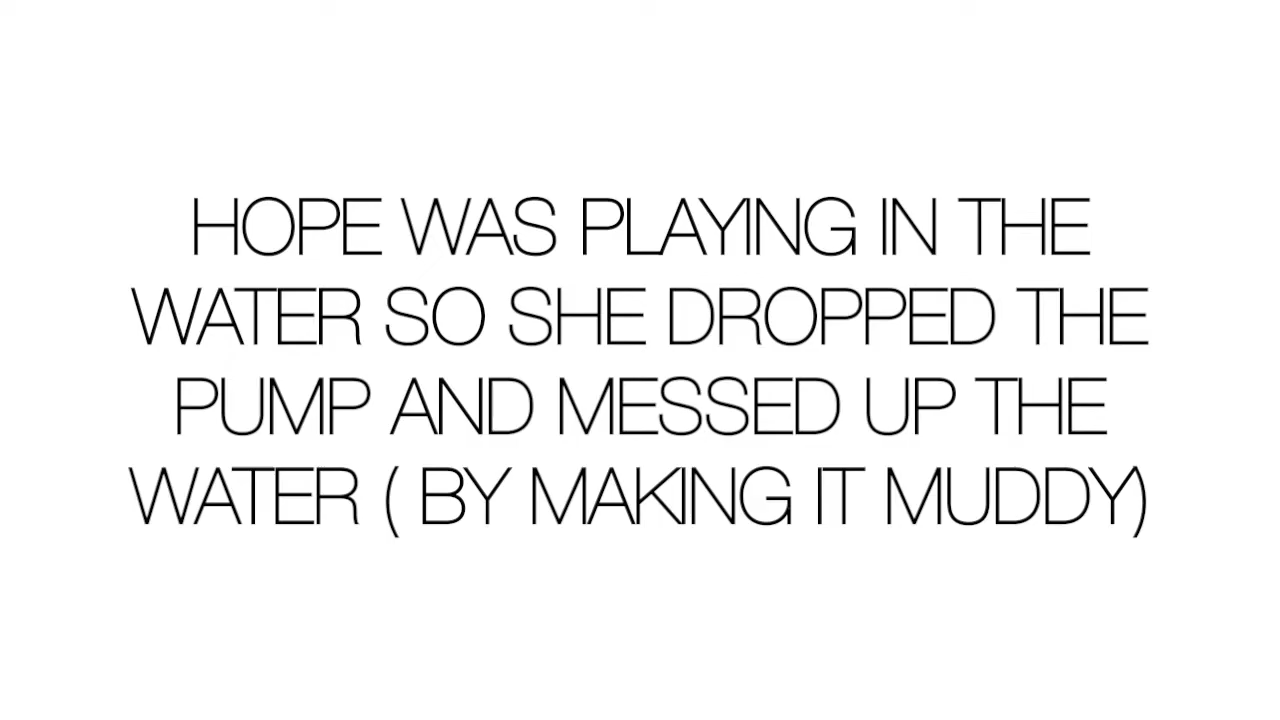 HOPE WAS PLAYING IN THE
WATER SO SHE DROPPED THE
PUMP AND MESSED UP THE
WATER ( BY MAKING IT MUDDY)